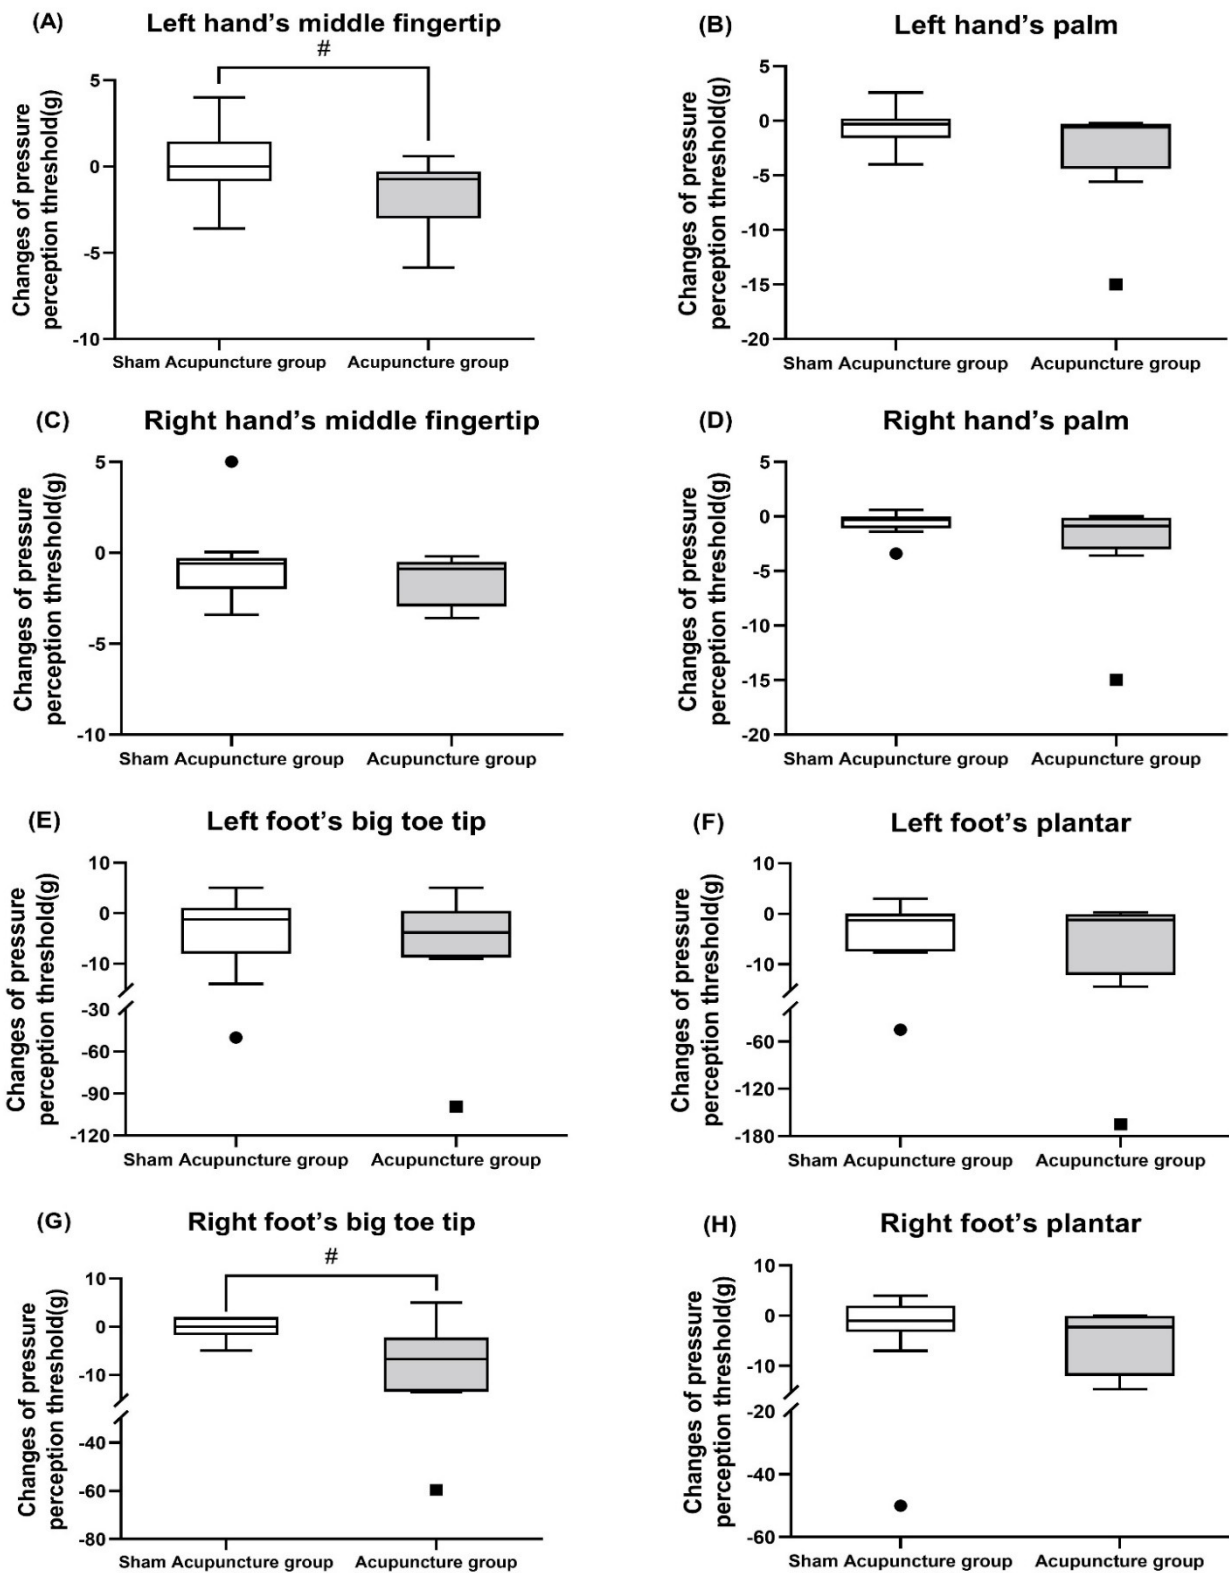 (A)
Left hand’s middle fingertip
#
Changes of pressure
perception threshold(g)
5
0
-5
-10
Sham Acupuncture group
Acupuncture group
(B)
Left hand’s palm
Changes of pressure
perception threshold(g)
5
0
-5
-10
-15
-20
Sham Acupuncture group
Acupuncture group
(C)
Right hand’s middle fingertip
Changes of pressure
perception threshold(g)
5
0
-5
-10
Sham Acupuncture group
Acupuncture group
(D)
Right hand’s palm
Changes of pressure
perception threshold(g)
5
0
-5
-10
-15
-20
Sham Acupuncture group
Acupuncture group
(E)
Left foot’s big toe tip
Changes of pressure
perception threshold(g)
10
0
-10
-30
-60
-90
-120
Sham Acupuncture group
Acupuncture group
(F)
Left foot’s plantar
Changes of pressure
perception threshold(g)
10
0
-10
-60
-120
-180
Sham Acupuncture group
Acupuncture group
(G)
Right foot’s big toe tip
#
Changes of pressure
perception threshold(g)
10
0
-10
-40
-60
-80
Sham Acupuncture group
Acupuncture group
(H)
Right foot’s plantar
Changes of pressure
perception threshold(g)
10
0
-10
-20
-40
-60
Sham Acupuncture group
Acupuncture group